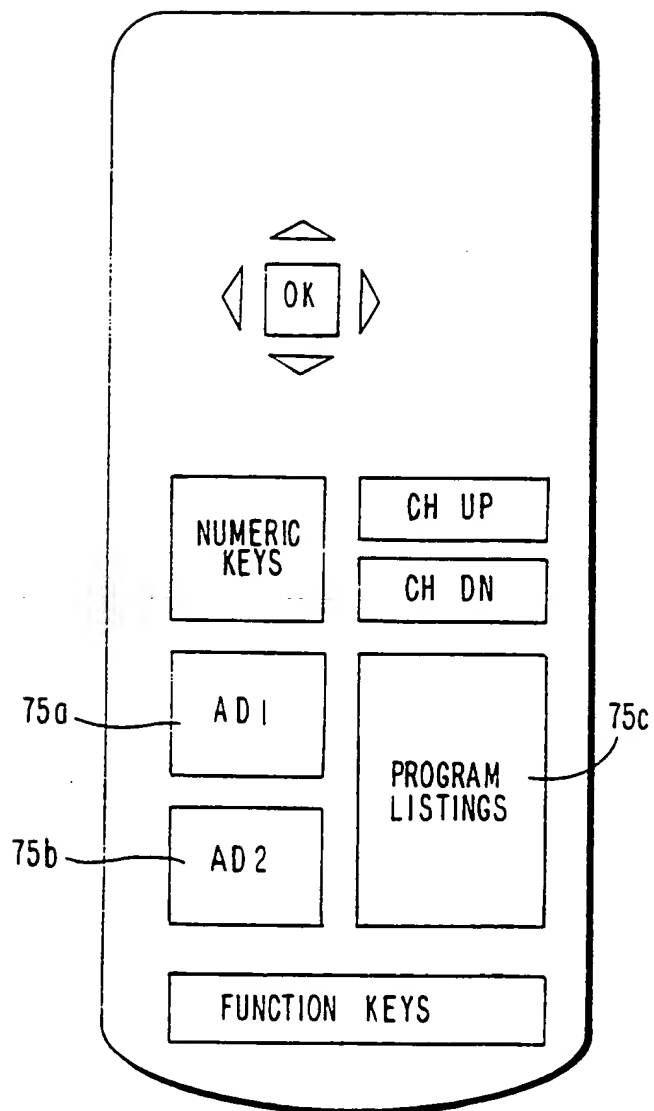 OK
NUMERIC
KEYS
CH UP
CH DN
75a
AD1
75c
PROGRAM
LISTINGS
75b
AD2
FUNCTION KEYS